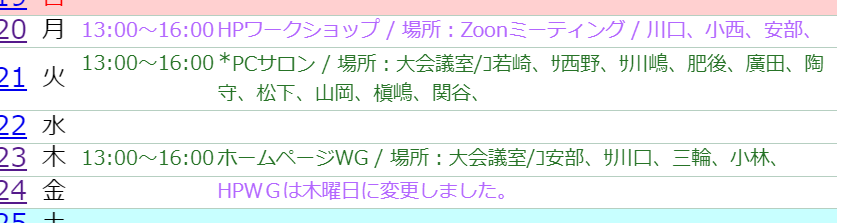 19 日
20 月 13:00～16:00 HPワークショップ / 場所：Zoonミーティング / 川口、小西、安部、
21 火 13:00～16:00 *PCサロン / 場所：大会議室/ｺ若崎、ｻ西野、ｻ川嶋、肥後、廣田、陶
守、松下、山岡、槇嶋、関谷、
22 水
23 木 13:00～16:00 ホームページWG / 場所：大会議室/ｺ安部、ｻ川口、三輪、小林、
24 金 HPWＧは木曜日に変更しました。
25 土